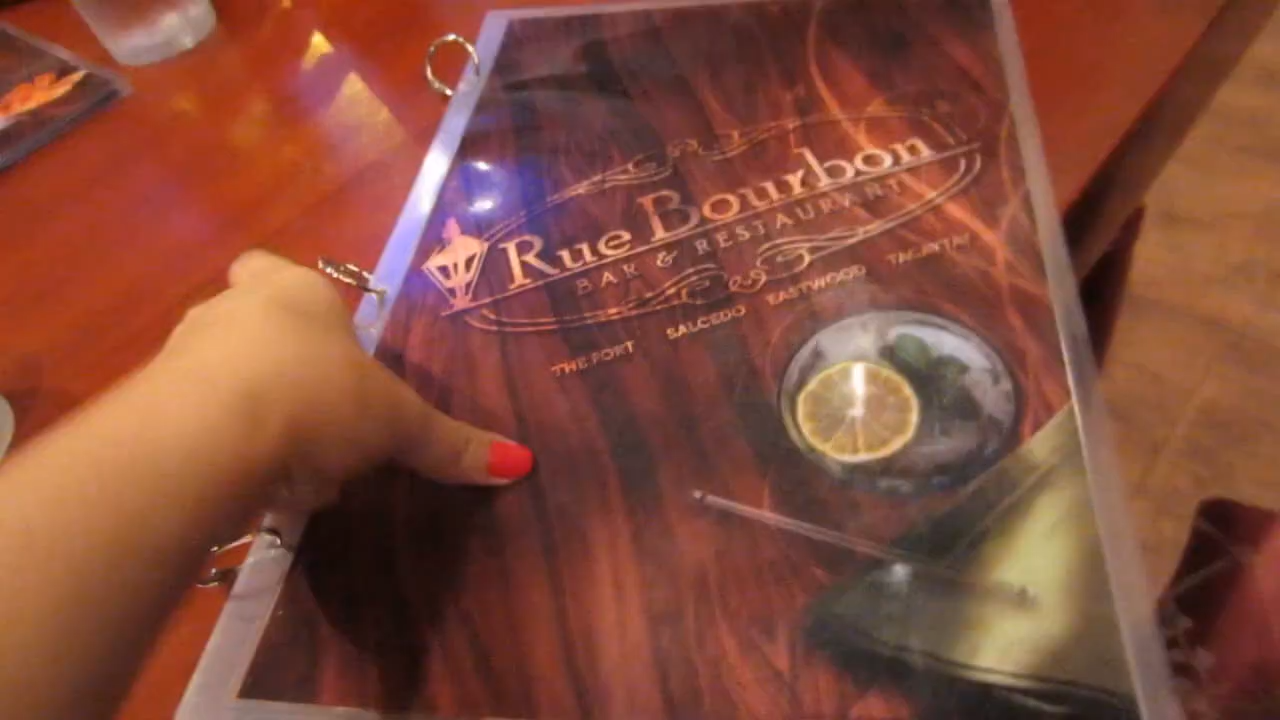 Rue Bourbon
BAR & RESTAURANT
THE FORT SALCEDO EASTWOOD TAGAYTAY